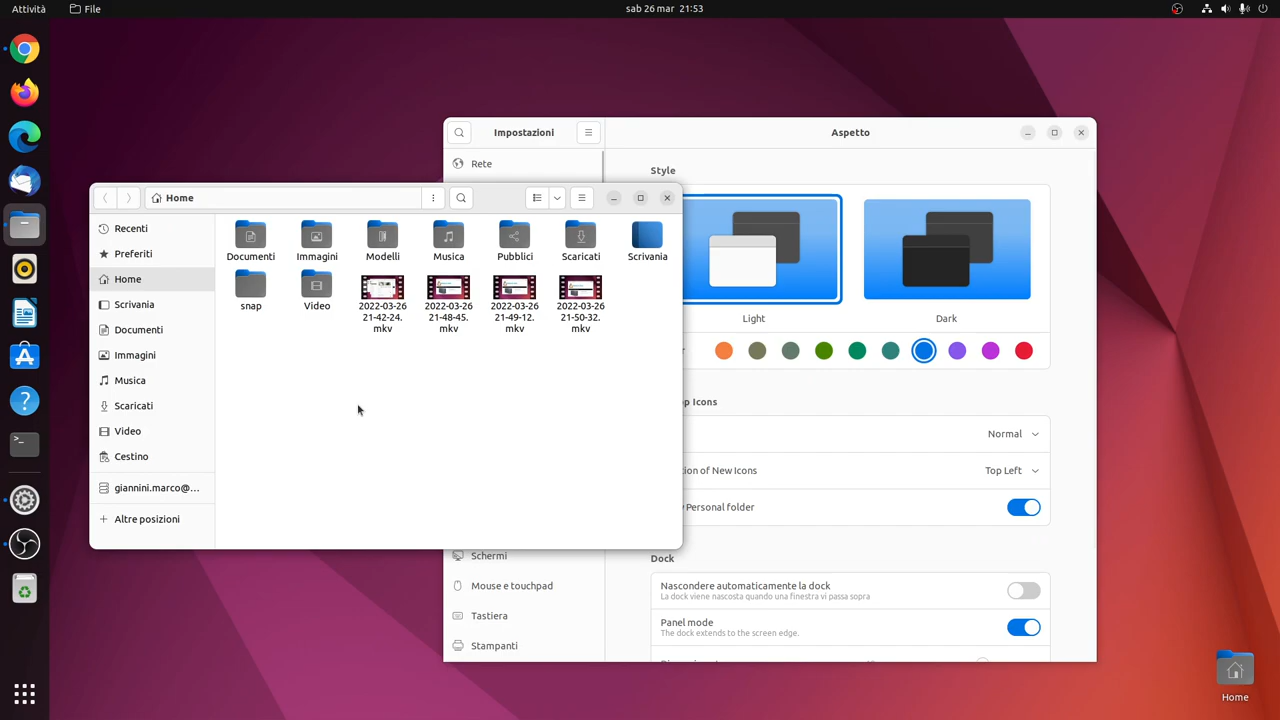 Attività
File
sab 26 mar 21:53
Impostazioni
Aspetto
Rete
Style
Light
Dark
Normal
ion of New Icons
Top Left
Personal folder
Dock
Nascondere automaticamente la dock
La dock viene nascosta quando una finestra vi passa sopra
Panel mode
The dock extends to the screen edge.
Schermi
Mouse e touchpad
Tastiera
Stampanti
Home
Recenti
Preferiti
Home
Scrivania
Documenti
Immagini
Musica
Scaricati
Video
Cestino
giannini.marco@...
Altre posizioni
Documenti
Immagini
Modelli
Musica
Pubblici
Scaricati
Scrivania
snap
Video
2022-03-26
21-42-24.
mkv
2022-03-26
21-48-45.
mkv
2022-03-26
21-49-12.
mkv
2022-03-26
21-50-32.
mkv
Home